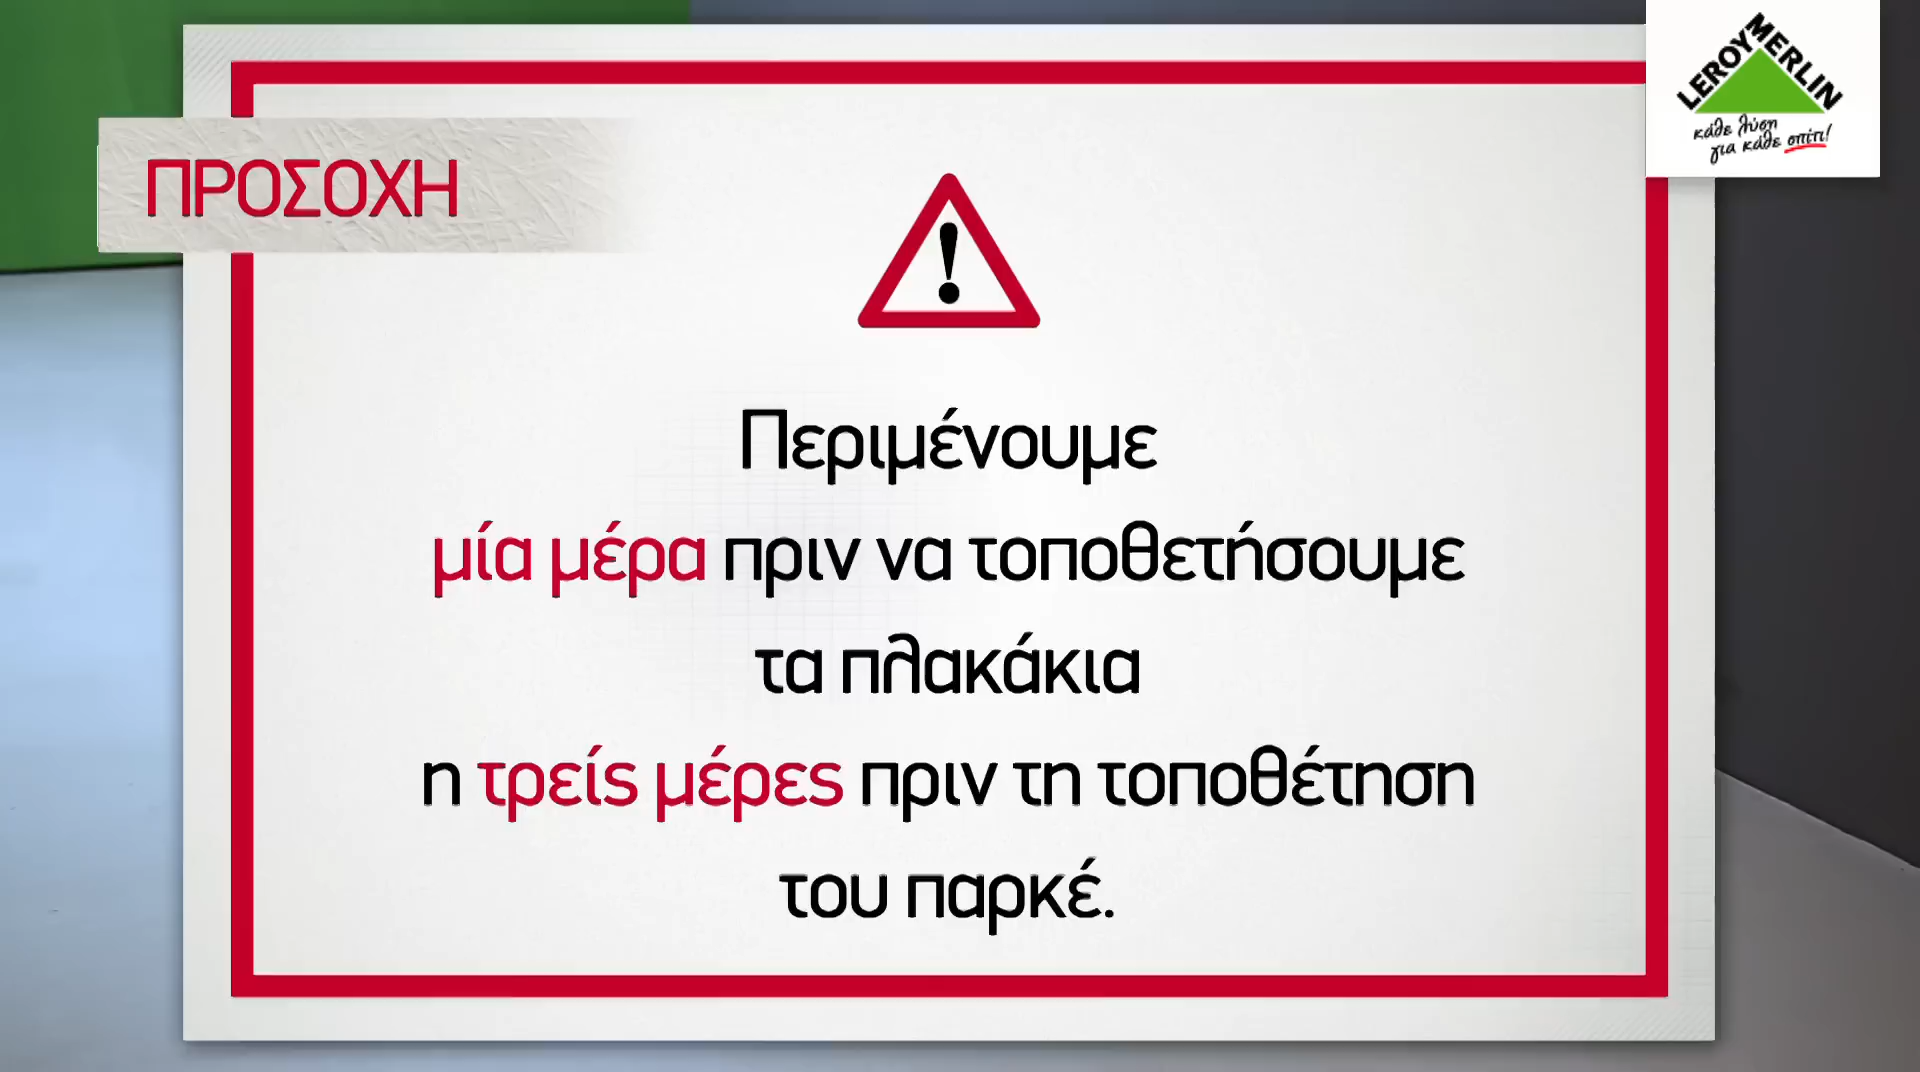 LEROY MERLIN
κάθε λύση
για κάθε σπίτι!
ΠΡΟΣΟΧΗ
Περιμένουμε
μία μέρα πριν να τοποθετήσουμε
τα πλακάκια
η τρείς μέρες πριν τη τοποθέτηση
του παρκέ.